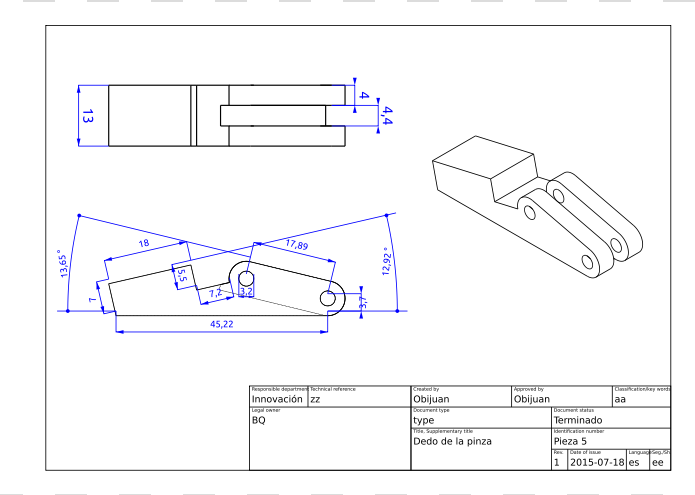 13
4
4,4
18
17,89
13,65°
12,92°
5,5
7
7,2
3,2
3,7
45,22
Responsible department Technical reference Created by Approved by Classification/key words
Innovación zz Obijuan Obijuan aa
Legal owner Document type Document status
BQ type Terminado
Title, Supplementary title Identification number
Dedo de la pinza Pieza 5
Rev. Date of issue Language Seg./Sh
1 2015-07-18 es ee